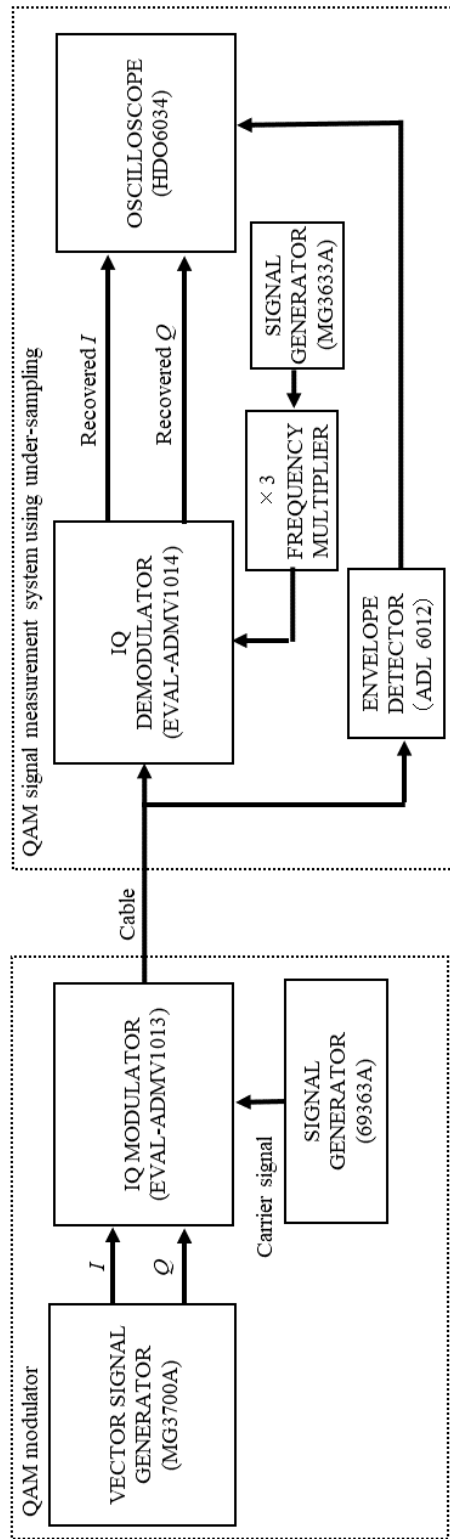 QAM modulator
VECTOR SIGNAL
GENERATOR
(MG3700A)
I
Q
IQ MODULATOR
(EVAL-ADMV1013)
Carrier signal
SIGNAL
GENERATOR
(69363A)
Cable
QAM signal measurement system using under-sampling
IQ
DEMODULATOR
(EVAL-ADMV1014)
Recovered I
Recovered Q
OSCILLOSCOPE
(HDO6034)
× 3
FREQUENCY
MULTIPLIER
SIGNAL
GENERATOR
(MG3633A)
ENVELOPE
DETECTOR
(ADL 6012)